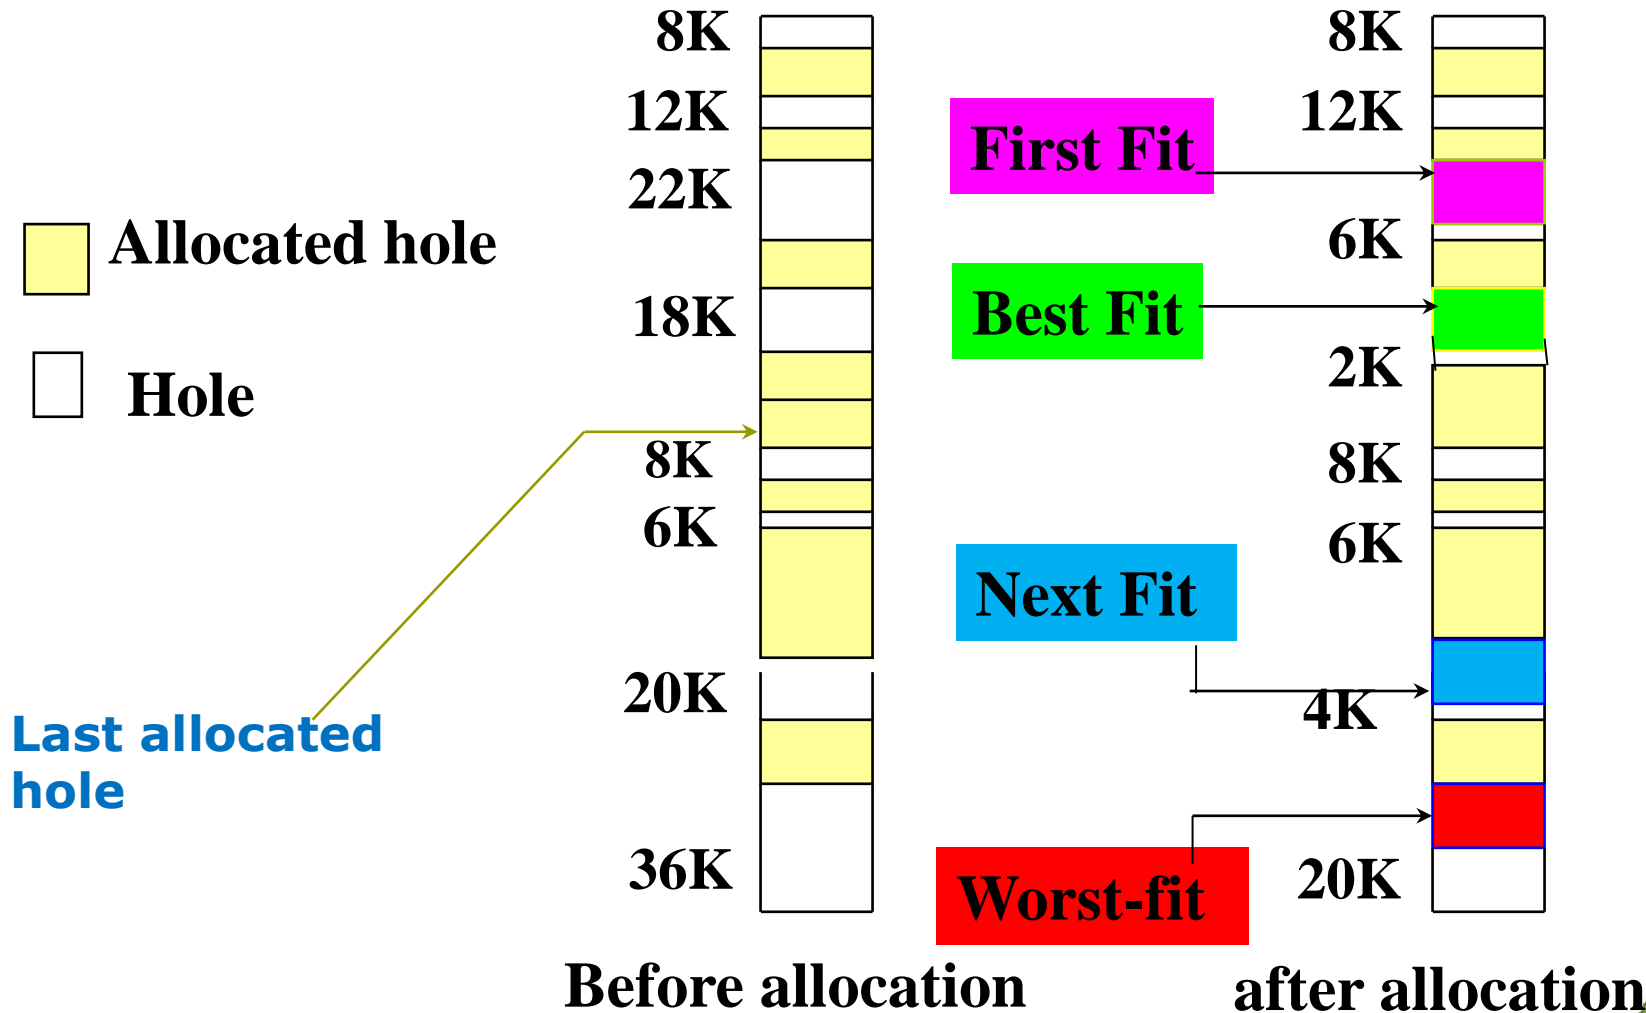 8K
12K
22K
18K
8K
6K
20K
36K
Allocated hole
Hole
Last allocated
hole
Before allocation
First Fit
Best Fit
Next Fit
Worst-fit
8K
12K
6K
2K
8K
6K
4K
20K
after allocation